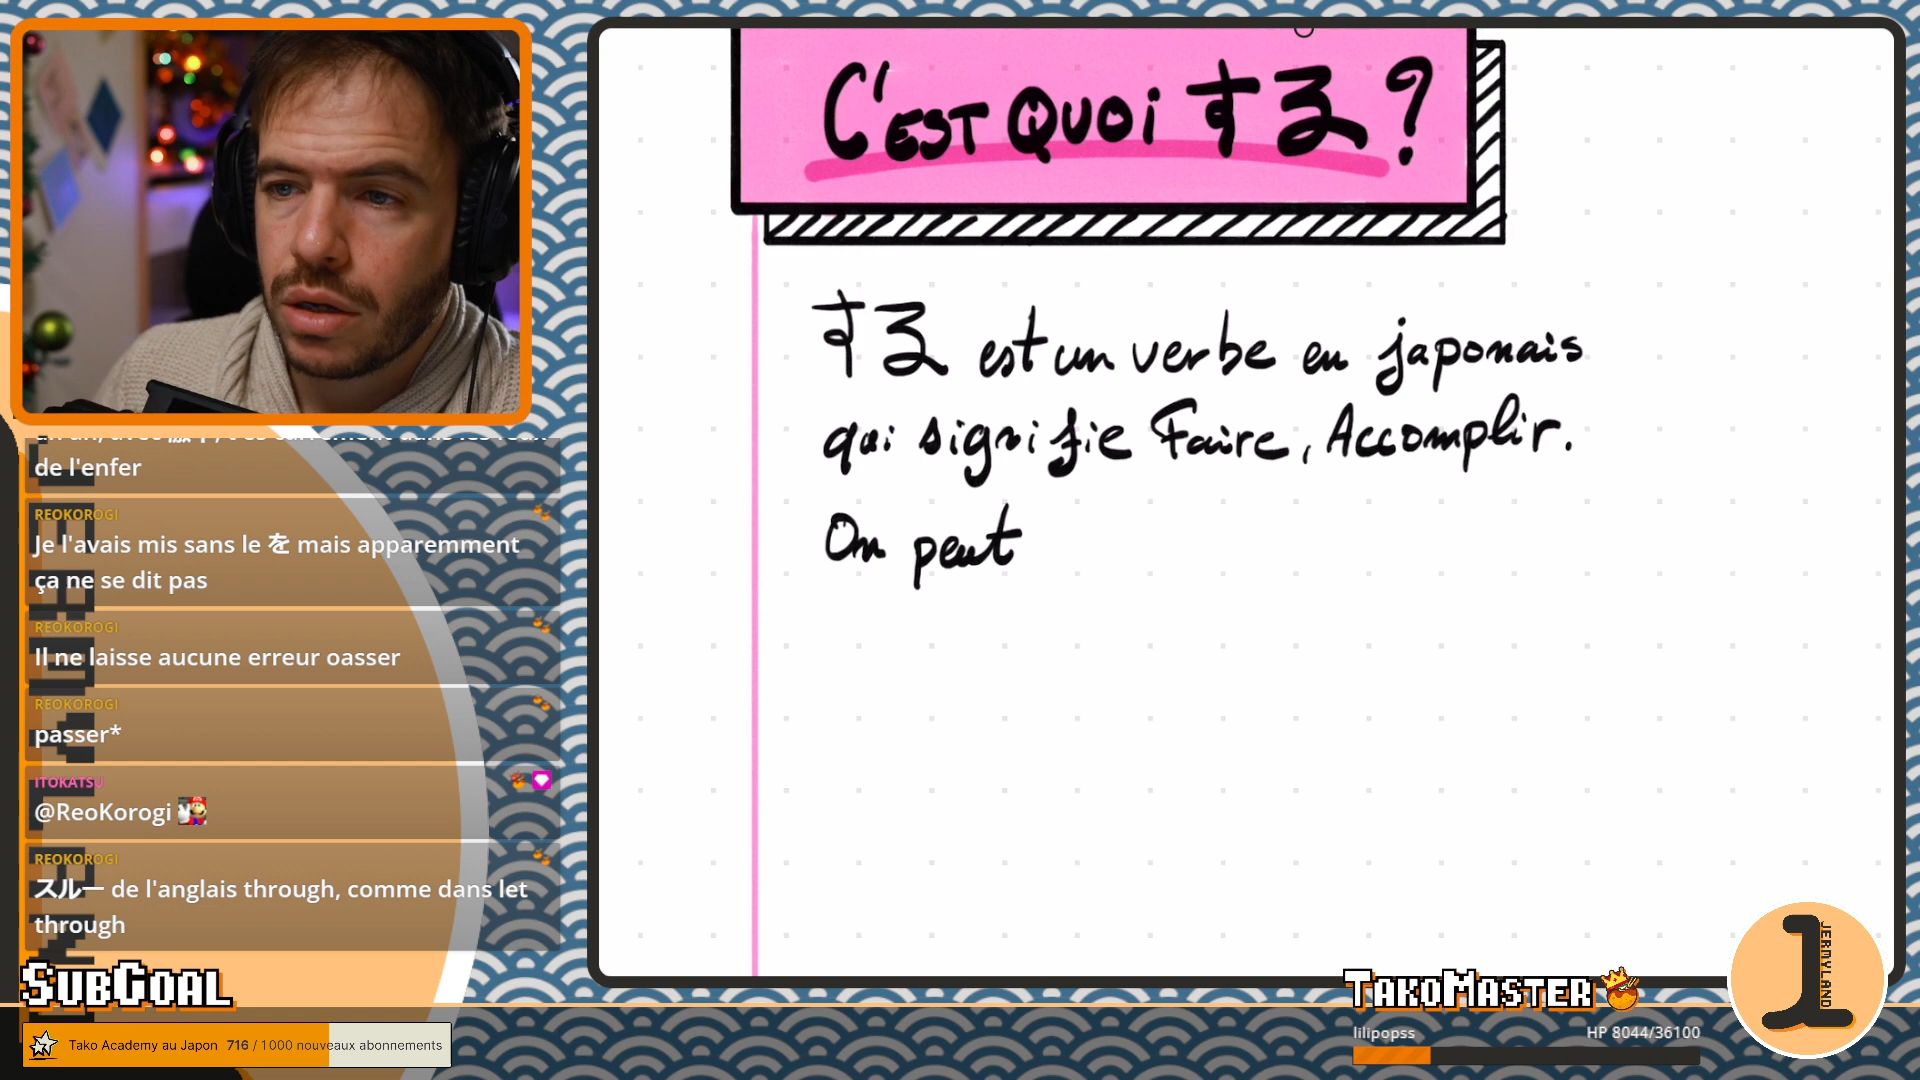 C'EST QUOI する ?
する est un verbe en japonais
qui signifie Faire, Accomplir.
On peut
de l'enfer
REOKOROGI
Je l'avais mis sans le を mais apparemment
ça ne se dit pas
REOKOROGI
Il ne laisse aucune erreur oasser
REOKOROGI
passer*
ITOKATSU
@ReoKorogi
REOKOROGI
スルー de l'anglais through, comme dans let
through
SUBGOAL
Tako Academy au Japon 716 / 1000 nouveaux abonnements
TAKOMASTER
lilipopss HP 8044/36100
JEREMYLAND